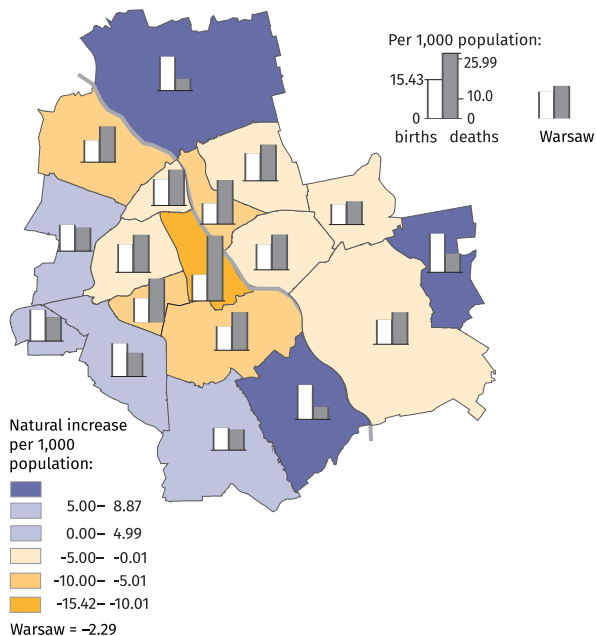 Per 1,000 population:
25.99
15.43
10.0
0 0
births deaths Warsaw
Natural increase
per 1,000
population:
5.00– 8.87
0.00– 4.99
-5.00– -0.01
-10.00– -5.01
-15.42– -10.01
Warsaw = –2.29